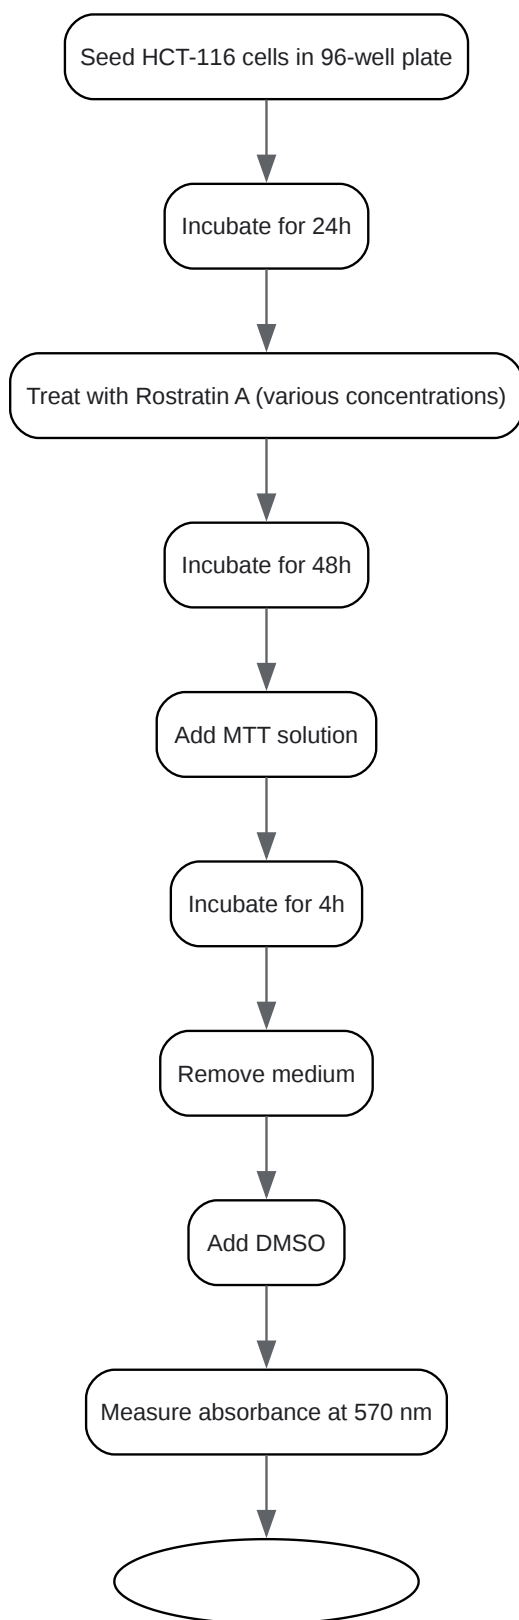 Seed HCT-116 cells in 96-well plate
Incubate for 24h
Treat with Rostratin A (various concentrations)
Incubate for 48h
Add MTT solution
Incubate for 4h
Remove medium
Add DMSO
Measure absorbance at 570 nm